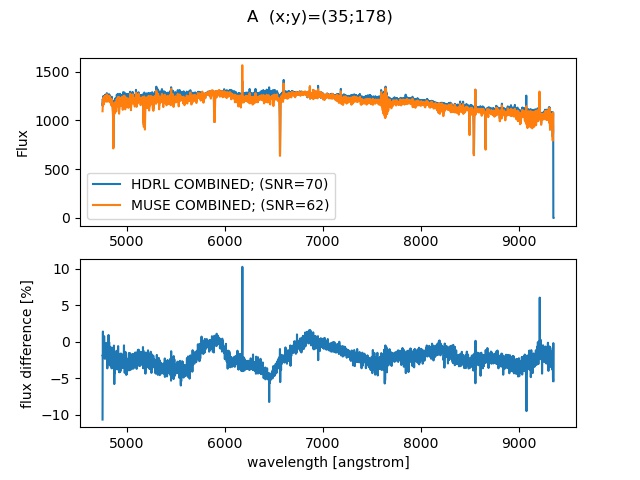 A (x;y)=(35;178)
1500
1000
500
0
Flux
HDRL COMBINED; (SNR=70)
MUSE COMBINED; (SNR=62)
5000 6000 7000 8000 9000
10
5
0
−5
−10
flux difference [%]
5000 6000 7000 8000 9000
wavelength [angstrom]